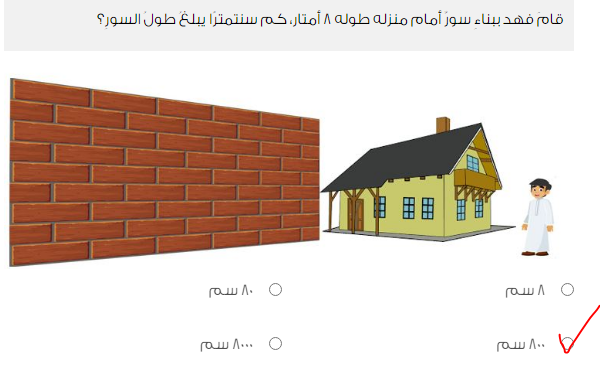 قامَ فهد ببناءِ سورٌ أمام منزله طوله ٨ أمتار، كم سنتمترًا يبلغُ طولُ السورِ؟
٨ سم
٨٠ سم
٨٠٠ سم
٨٠٠٠ سم